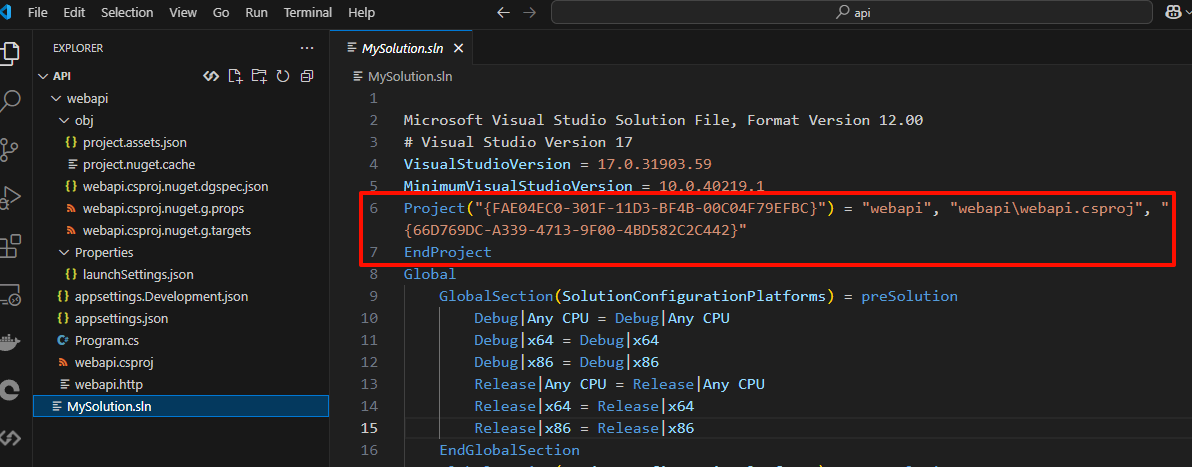 File Edit Selection View Go Run Terminal Help
api
EXPLORER
API
webapi
obj
project.assets.json
project.nuget.cache
webapi.csproj.nuget.dgspec.json
webapi.csproj.nuget.g.props
webapi.csproj.nuget.g.targets
Properties
launchSettings.json
appsettings.Development.json
appsettings.json
Program.cs
webapi.csproj
webapi.http
MySolution.sln
MySolution.sln
MySolution.sln
1
2 Microsoft Visual Studio Solution File, Format Version 12.00
3 # Visual Studio Version 17
4 VisualStudioVersion = 17.0.31903.59
5 MinimumVisualStudioVersion = 10.0.40219.1
6 Project("{FAE04EC0-301F-11D3-BF4B-00C04F79EFBC}") = "webapi", "webapi\webapi.csproj", "
{66D769DC-A339-4713-9F00-4BD582C2C442}"
7 EndProject
8 Global
9 GlobalSection(SolutionConfigurationPlatforms) = preSolution
10 Debug|Any CPU = Debug|Any CPU
11 Debug|x64 = Debug|x64
12 Debug|x86 = Debug|x86
13 Release|Any CPU = Release|Any CPU
14 Release|x64 = Release|x64
15 Release|x86 = Release|x86
16 EndGlobalSection